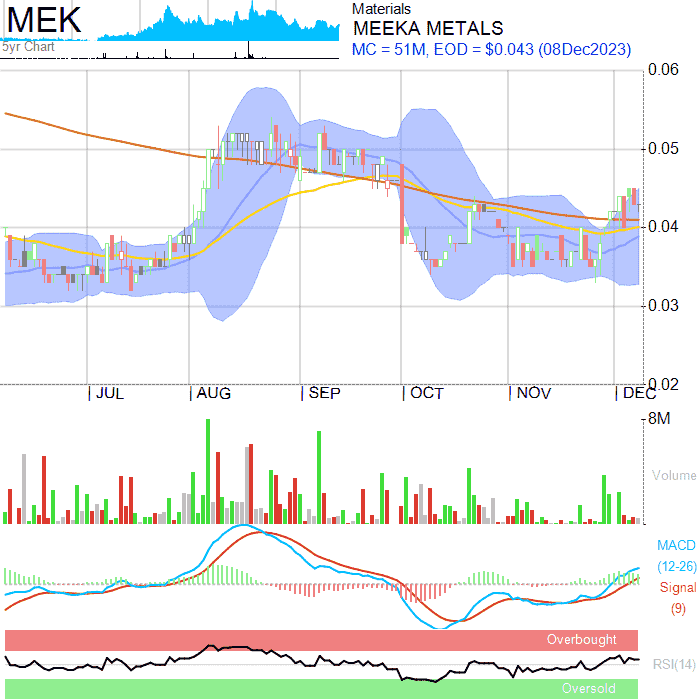 MEK
Materials
MEEKA METALS
5yr Chart
MC = 51M, EOD = $0.043 (08Dec2023)
0.06
0.05
0.04
0.03
0.02
JUL AUG SEP OCT NOV DEC
8M
Volume
MACD
(12-26)
Signal
(9)
Overbought
RSI(14)
Oversold